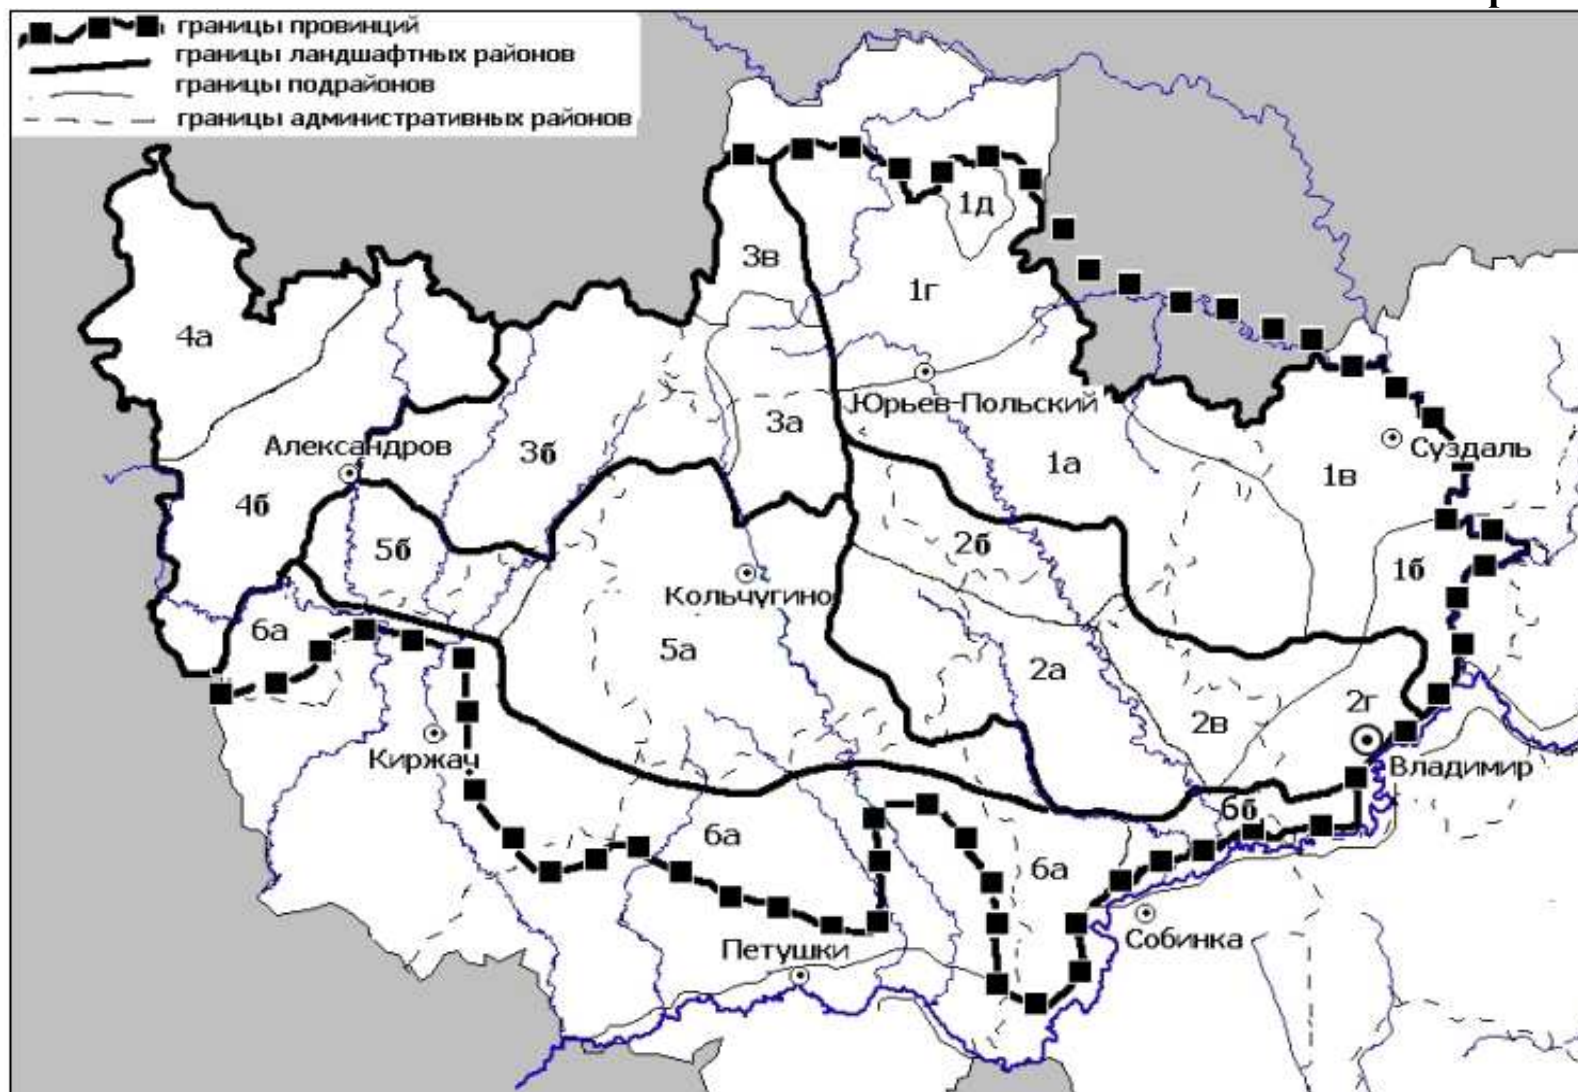 р
границы провинций
границы ландшафтных районов
границы подрайонов
границы административных районов
1д
3в
1г
4а
Юрьев-Польский
3а
Александров
3б
1а
Суздаль
1в
4б
5б
2б
1б
Кольчугино
6а
5а
2а
2г
2в
Киржач
Владимир
6б
6а
6а
Собинка
Петушки